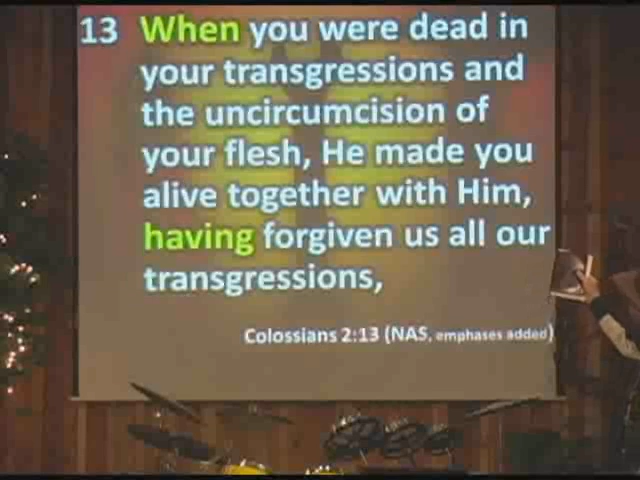 13 When you were dead in
your transgressions and
the uncircumcision of
your flesh, He made you
alive together with Him,
having forgiven us all our
transgressions,
Colossians 2:13 (NAS, emphases added)